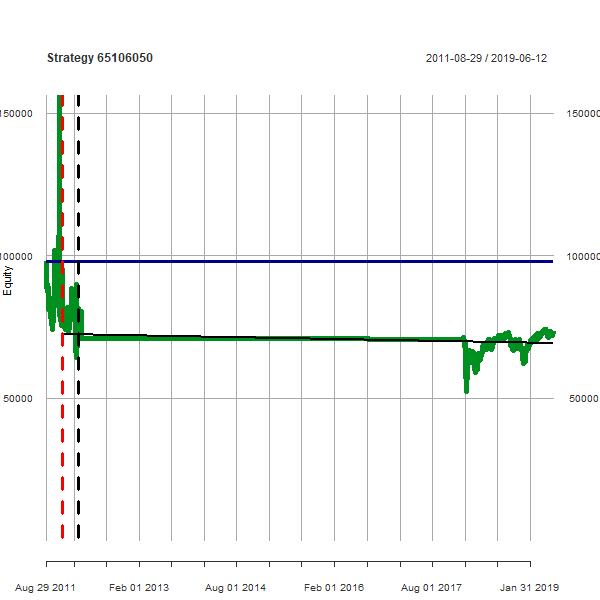 Strategy 65106050
2011-08-29 / 2019-06-12
150000
150000
100000
100000
Equity
50000
50000
Aug 29 2011
Feb 01 2013
Aug 01 2014
Feb 01 2016
Aug 01 2017
Jan 31 2019